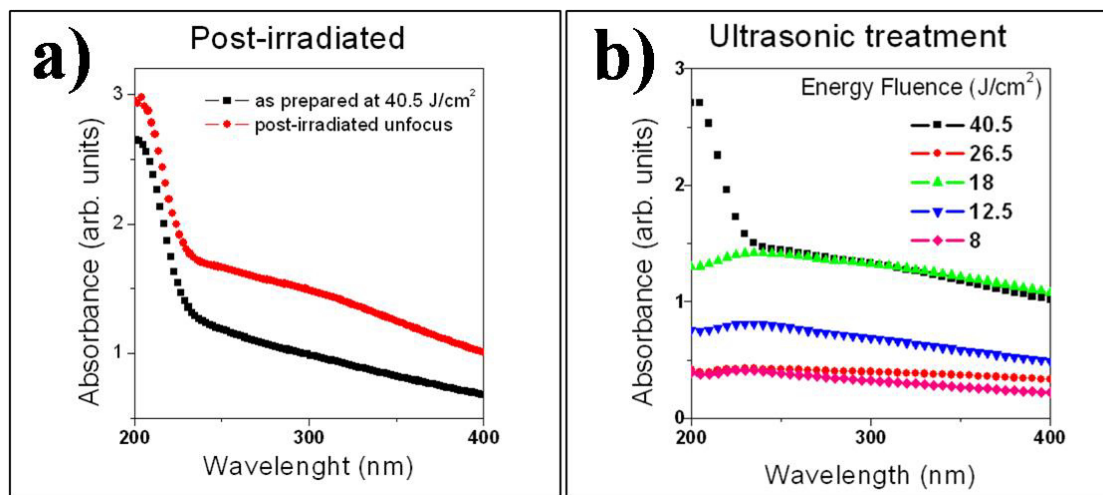 a)
Post-irradiated
as prepared at 40.5 J/cm²
post-irradiated unfocus
Absorbance (arb. units)
3
2
1
200
300
400
Wavelenght (nm)
b)
Ultrasonic treatment
Energy Fluence (J/cm²)
40.5
26.5
18
12.5
8
Absorbance (arb. units)
3
2
1
0
200
300
400
Wavelength (nm)